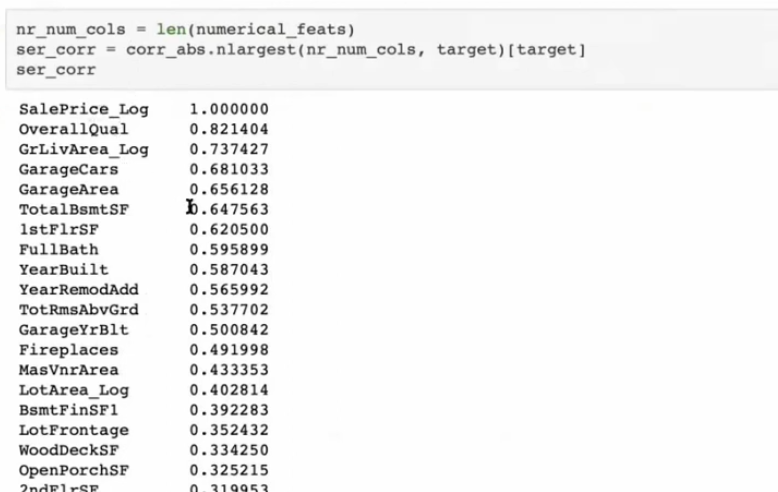 nr_num_cols = len(numerical_feats)
ser_corr = corr_abs.nlargest(nr_num_cols, target)[target]
ser_corr
SalePrice_Log 1.000000
OverallQual 0.821404
GrLivArea_Log 0.737427
GarageCars 0.681033
GarageArea 0.656128
TotalBsmtSF 0.647563
1stFlrSF 0.620500
FullBath 0.595899
YearBuilt 0.587043
YearRemodAdd 0.565992
TotRmsAbvGrd 0.537702
GarageYrBlt 0.500842
Fireplaces 0.491998
MasVnrArea 0.433353
LotArea_Log 0.402814
BsmtFinSF1 0.392283
LotFrontage 0.352432
WoodDeckSF 0.334250
OpenPorchSF 0.325215
2ndFlrSF 0.319953